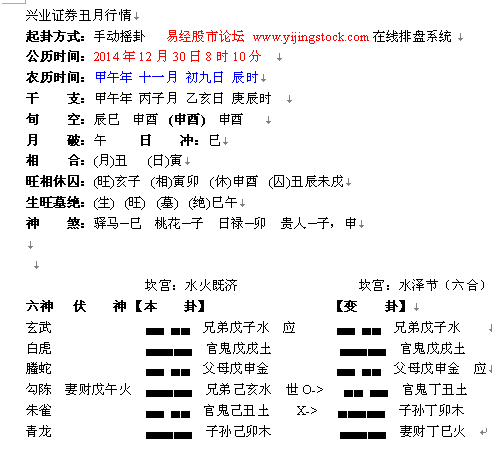 兴业证券丑月行情↓
起卦方式：手动摇卦 易经股市论坛 www.yijingstock.com 在线排盘系统 ↓
公历时间：2014 年 12 月 30 日 8 时 10 分 ↓
农历时间：甲午年 十一月 初九日 辰时↓
干 支：甲午年 丙子月 乙亥日 庚辰时 ↓
旬 空：辰巳 申酉 (申酉) 申酉 ↓
月 破：午 日 冲：巳↓
相 合：(月)丑 (日)寅↓
旺相休囚：(旺)亥子 (相)寅卯 (休)申酉 (囚)丑辰未戌↓
生旺墓绝：(生) (旺) (墓) (绝)巳午↓
神 煞：驿马─巳 桃花─子 日禄─卯 贵人─子，申↓
↓
↓
坎宫：水火既济 坎宫：水泽节（六合）↓
六神 伏 神【本 卦】 【变 卦】↓
玄武 兄弟戊子水 应 兄弟戊子水 ↓
白虎 官鬼戊戌土 官鬼戊戌土 ↓
螣蛇 父母戊申金 父母戊申金 应↓
勾陈 妻财戊午火 兄弟己亥水 世 O-> 官鬼丁丑土 ↓
朱雀 官鬼己丑土 X-> 子孙丁卯木 ↓
青龙 子孙己卯木 妻财丁巳火 ↵